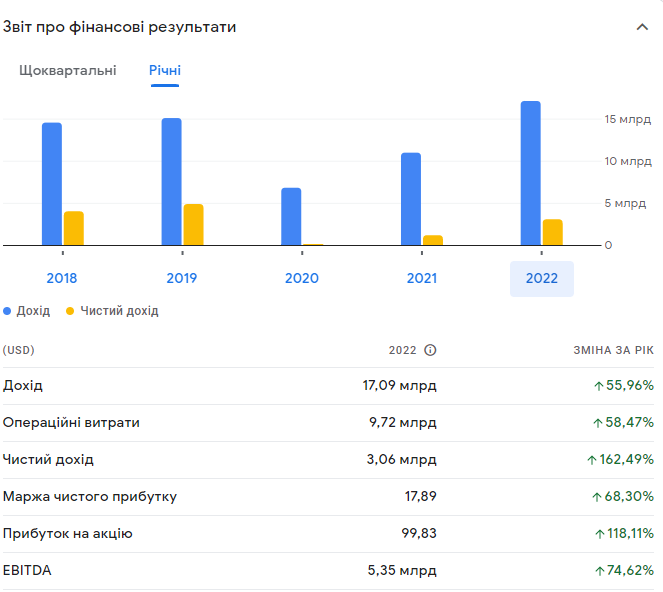 Звіт про фінансові результати
Щоквартальні Річні
15 млрд
10 млрд
5 млрд
0
2018 2019 2020 2021 2022
Дохід Чистий дохід
(USD) 2022 ЗМІНА ЗА РІК
Дохід 17,09 млрд ↑55,96%
Операційні витрати 9,72 млрд ↑58,47%
Чистий дохід 3,06 млрд ↑162,49%
Маржа чистого прибутку 17,89 ↑68,30%
Прибуток на акцію 99,83 ↑118,11%
EBITDA 5,35 млрд ↑74,62%